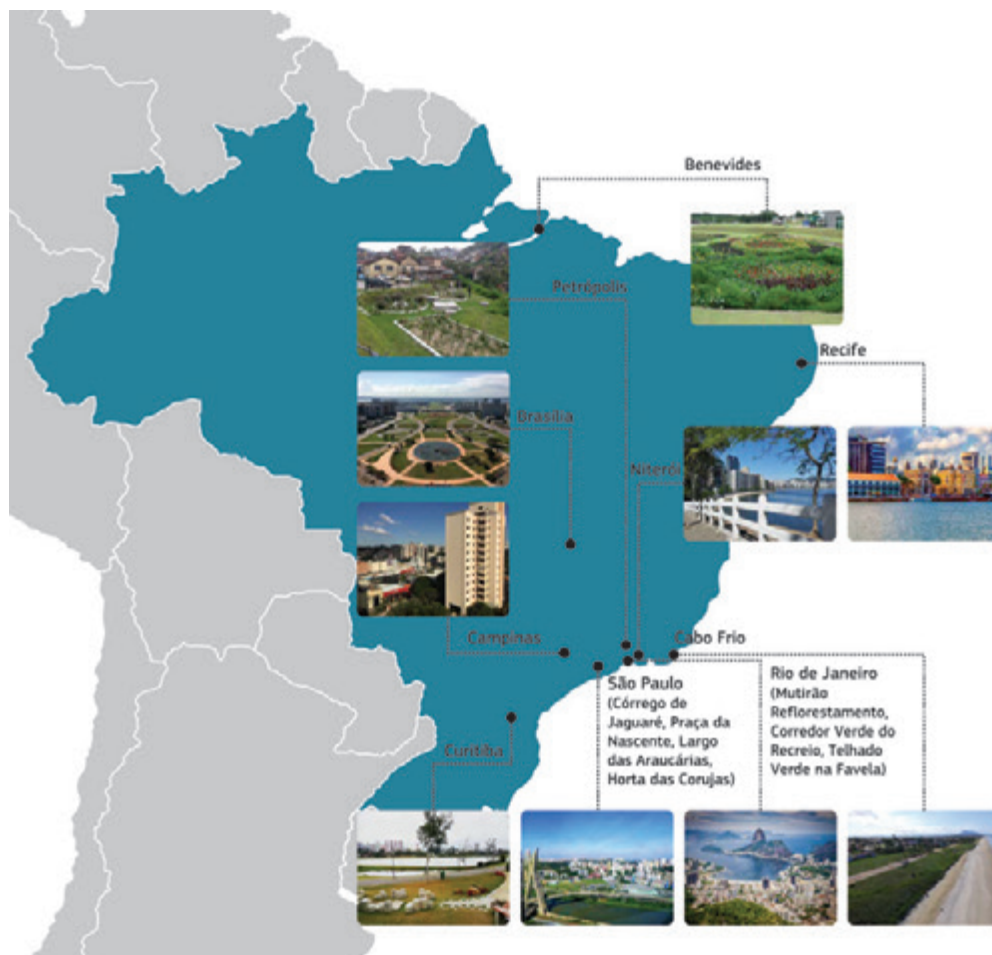 Benevides
Petrópolis
Recife
Brasília
Niterói
Campinas
Cabo Frio
São Paulo
(Córrego de
Jaguaré, Praça da
Nascente, Largo
das Araucárias,
Horta das Corujas)
Rio de Janeiro
(Mutirão
Reflorestamento,
Corredor Verde do
Recreio, Telhado
Verde na Favela)
Curitiba